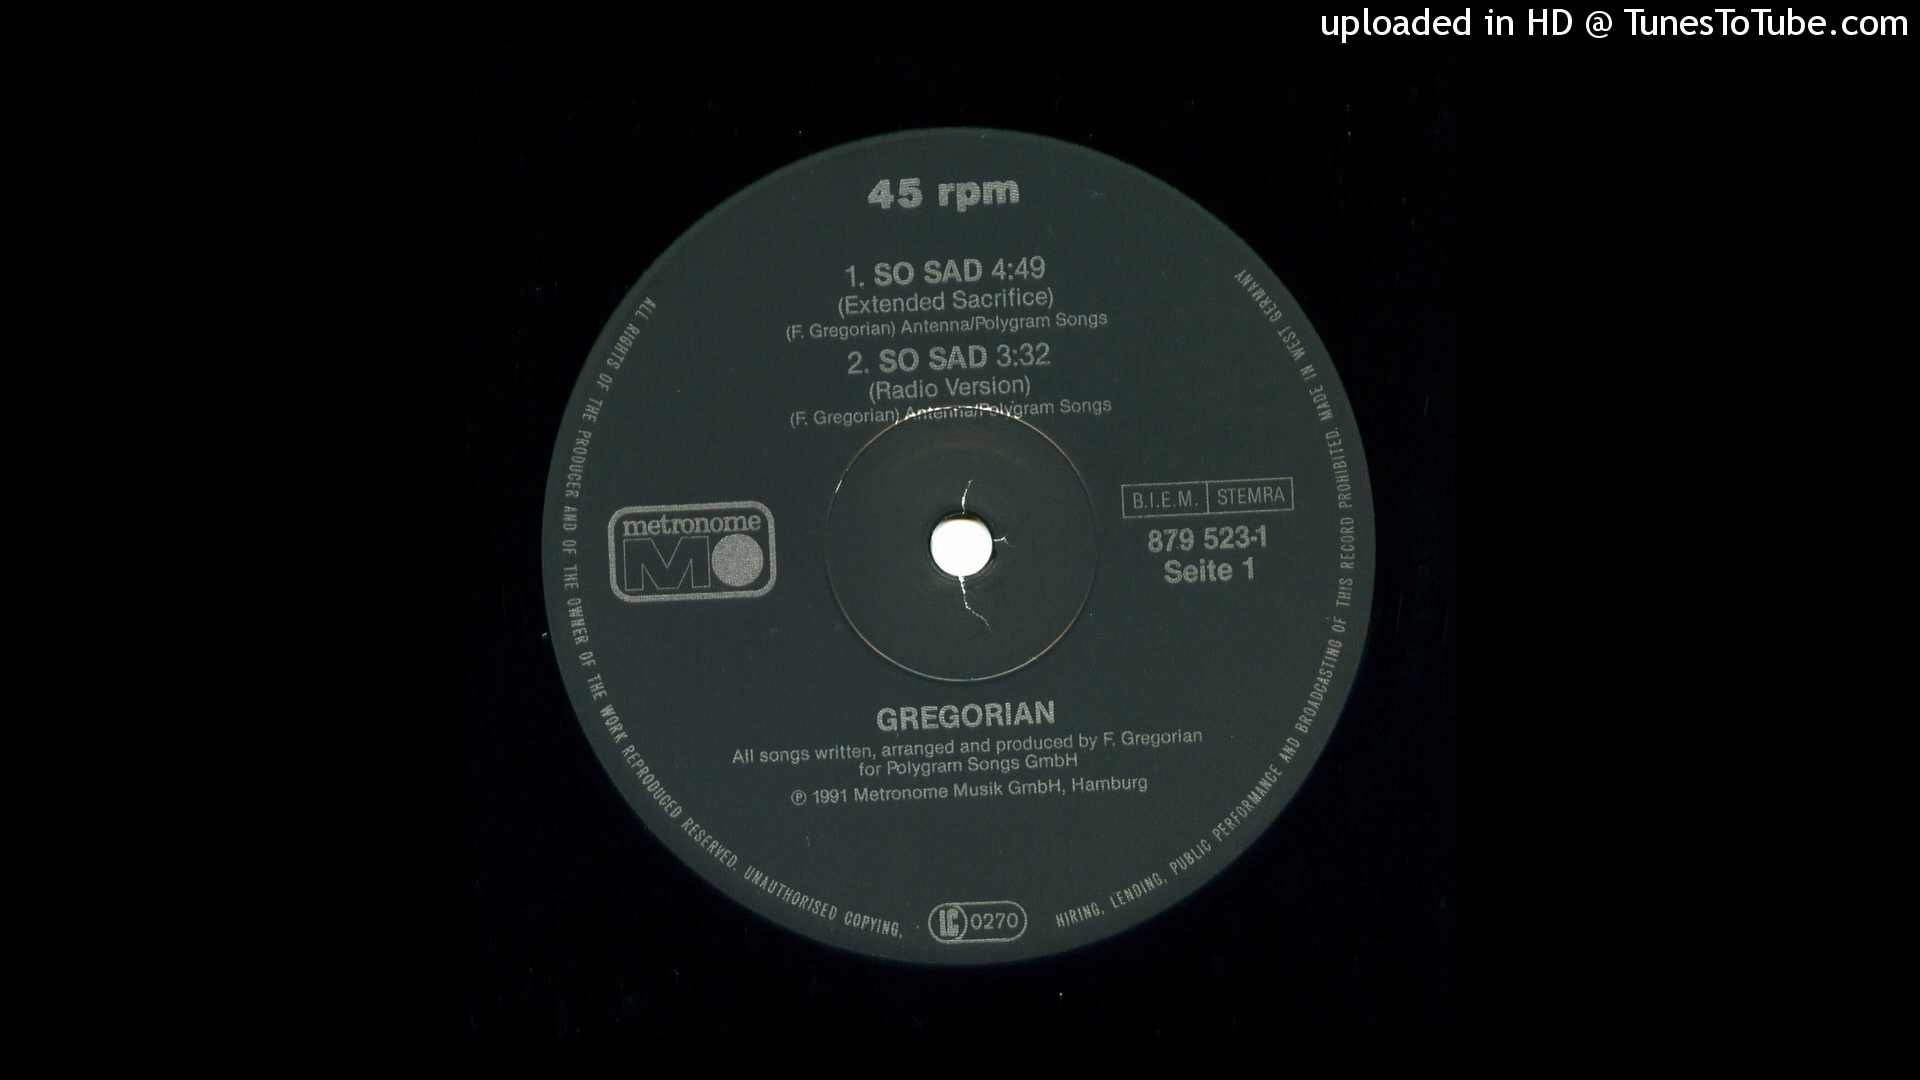 uploaded in HD @ TunesToTube.com
45 rpm
1. SO SAD 4:49
(Extended Sacrifice)
(F. Gregorian) Antenna/Polygram Songs
2. SO SAD 3:32
(Radio Version)
(F. Gregorian) Antenna/Polygram Songs
metronome
MO
B.I.E.M. STEMRA
879 523-1
Seite 1
GREGORIAN
All songs written, arranged and produced by F. Gregorian
for Polygram Songs GmbH
℗ 1991 Metronome Musik GmbH, Hamburg
ALL RIGHTS OF THE PRODUCER AND OF THE OWNER OF THE WORK REPRODUCED RESERVED. UNAUTHORISED COPYING,
LC 0270
HIRING, LENDING, PUBLIC PERFORMANCE AND BROADCASTING OF THIS RECORD PROHIBITED. MADE IN WEST GERMANY